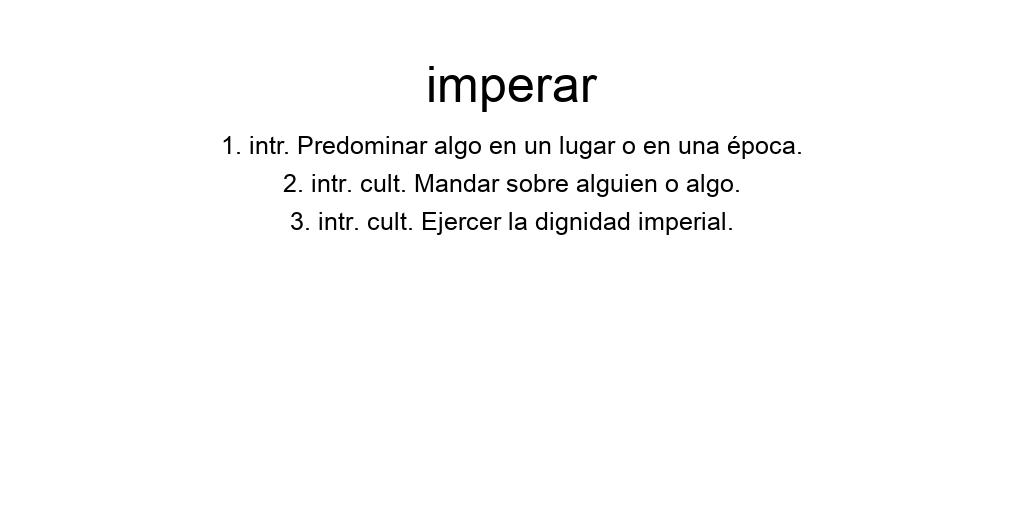 imperar
1. intr. Predominar algo en un lugar o en una época.
2. intr. cult. Mandar sobre alguien o algo.
3. intr. cult. Ejercer la dignidad imperial.